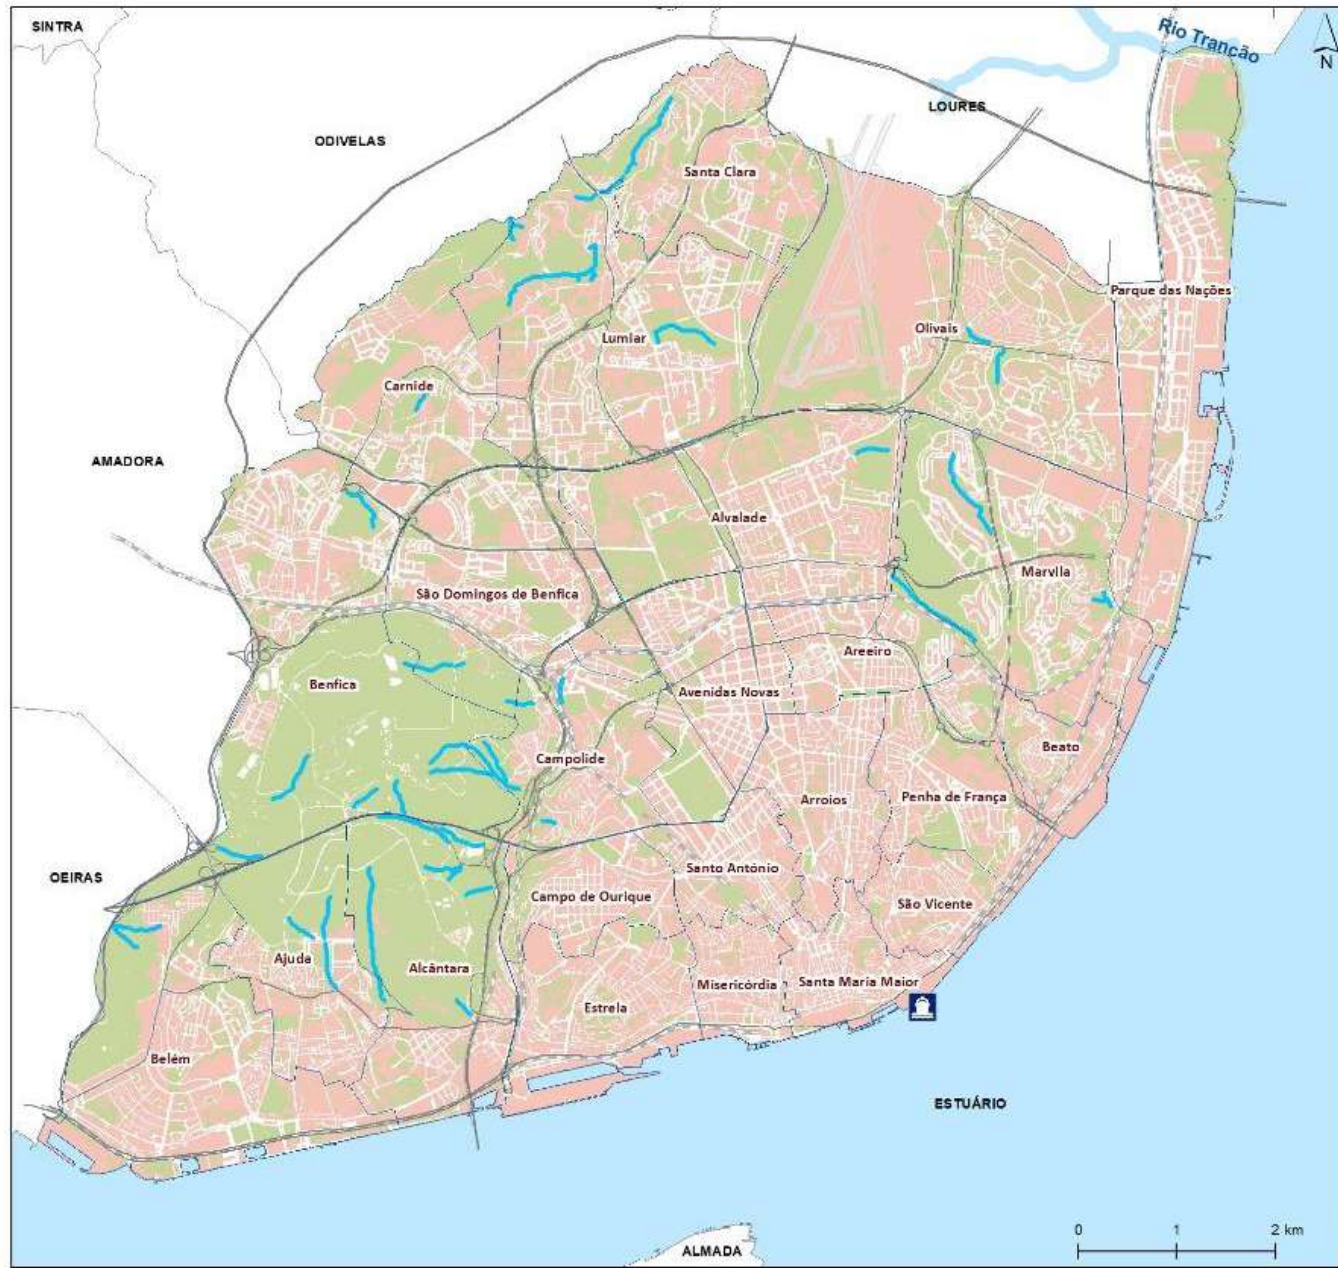 SINTRA
Rio Trancão
N
LOURES
ODIVELAS
Santa Clara
Parque das Nações
Olivais
Lumiar
Carnide
AMADORA
Alvalade
Marvila
São Domingos de Benfica
Areeiro
Benfica
Avenidas Novas
Beato
Campolide
Arroios
Penha de França
OEIRAS
Santo António
Campo de Ourique
São Vicente
Ajuda
Alcântara
Misericórdia
Santa Maria Maior
Estrela
Belém
ESTUÁRIO
0 1 2 km
ALMADA